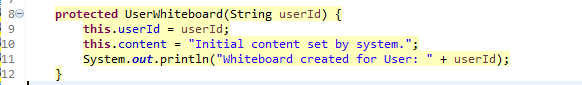 8 protected UserWhiteboard(String userId) {
9 this.userId = userId;
10 this.content = "Initial content set by system.";
11 System.out.println("Whiteboard created for User: " + userId);
12 }